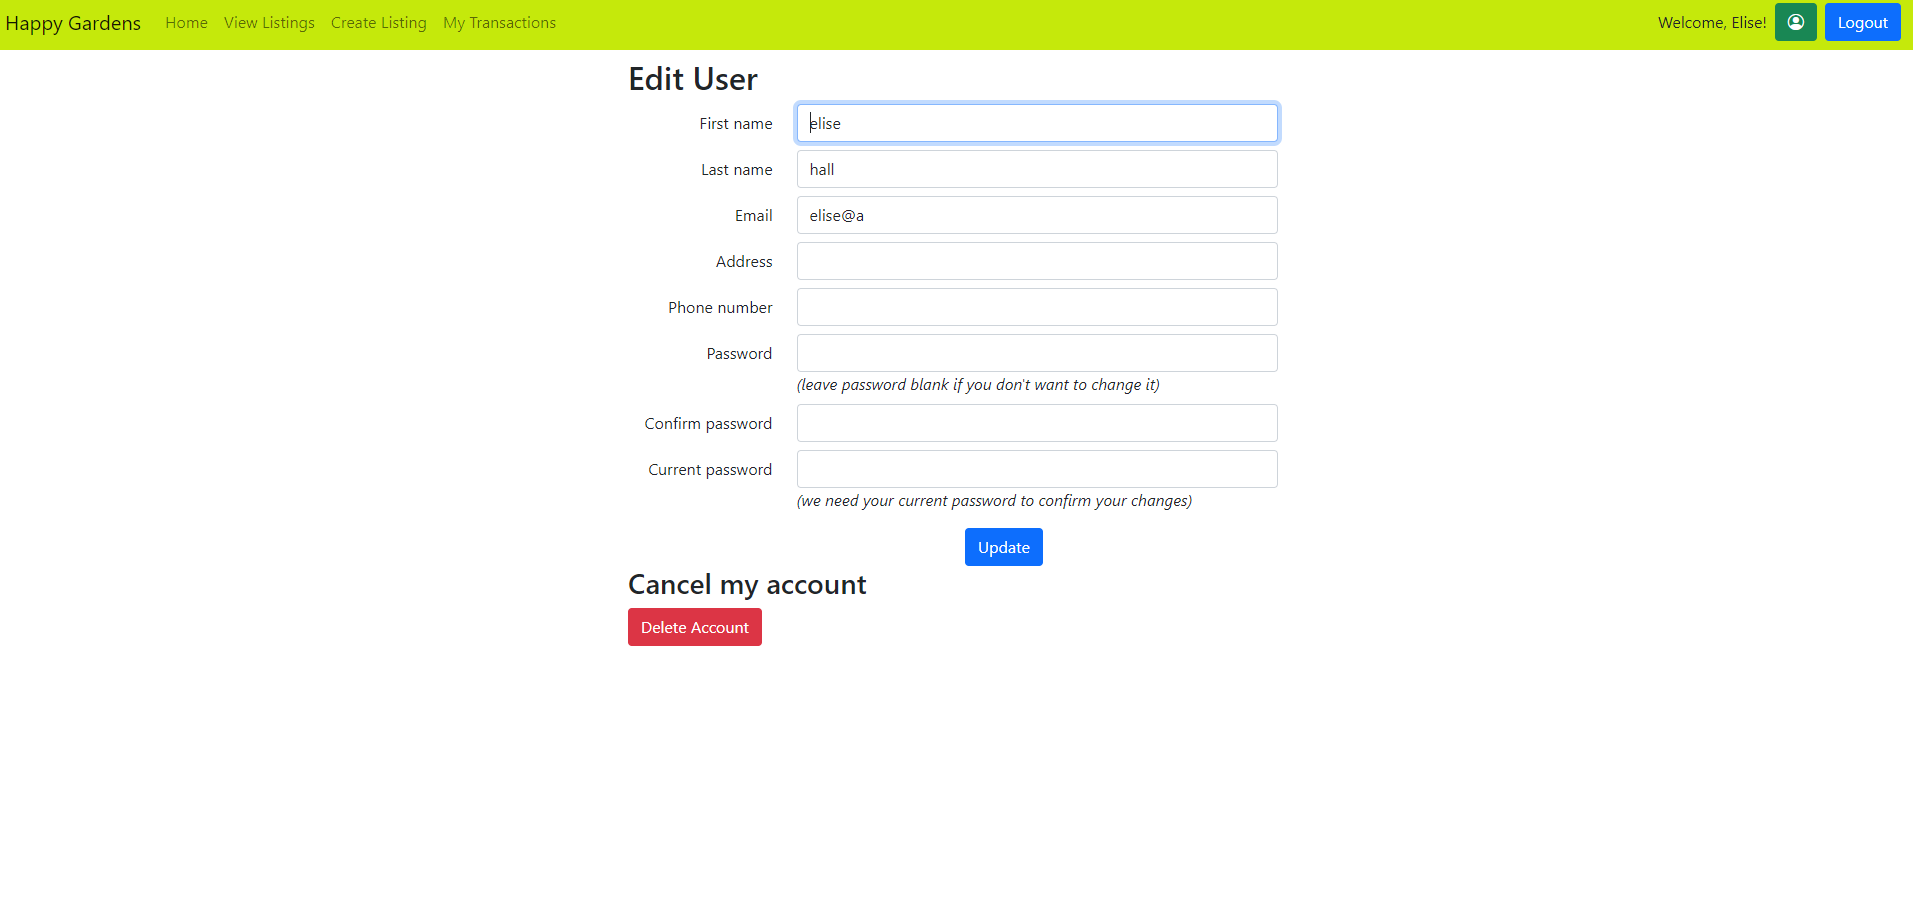 Happy Gardens Home View Listings Create Listing My Transactions Welcome, Elise! Logout
Edit User
First name elise
Last name hall
Email elise@a
Address
Phone number
Password
(leave password blank if you don't want to change it)
Confirm password
Current password
(we need your current password to confirm your changes)
Update
Cancel my account
Delete Account